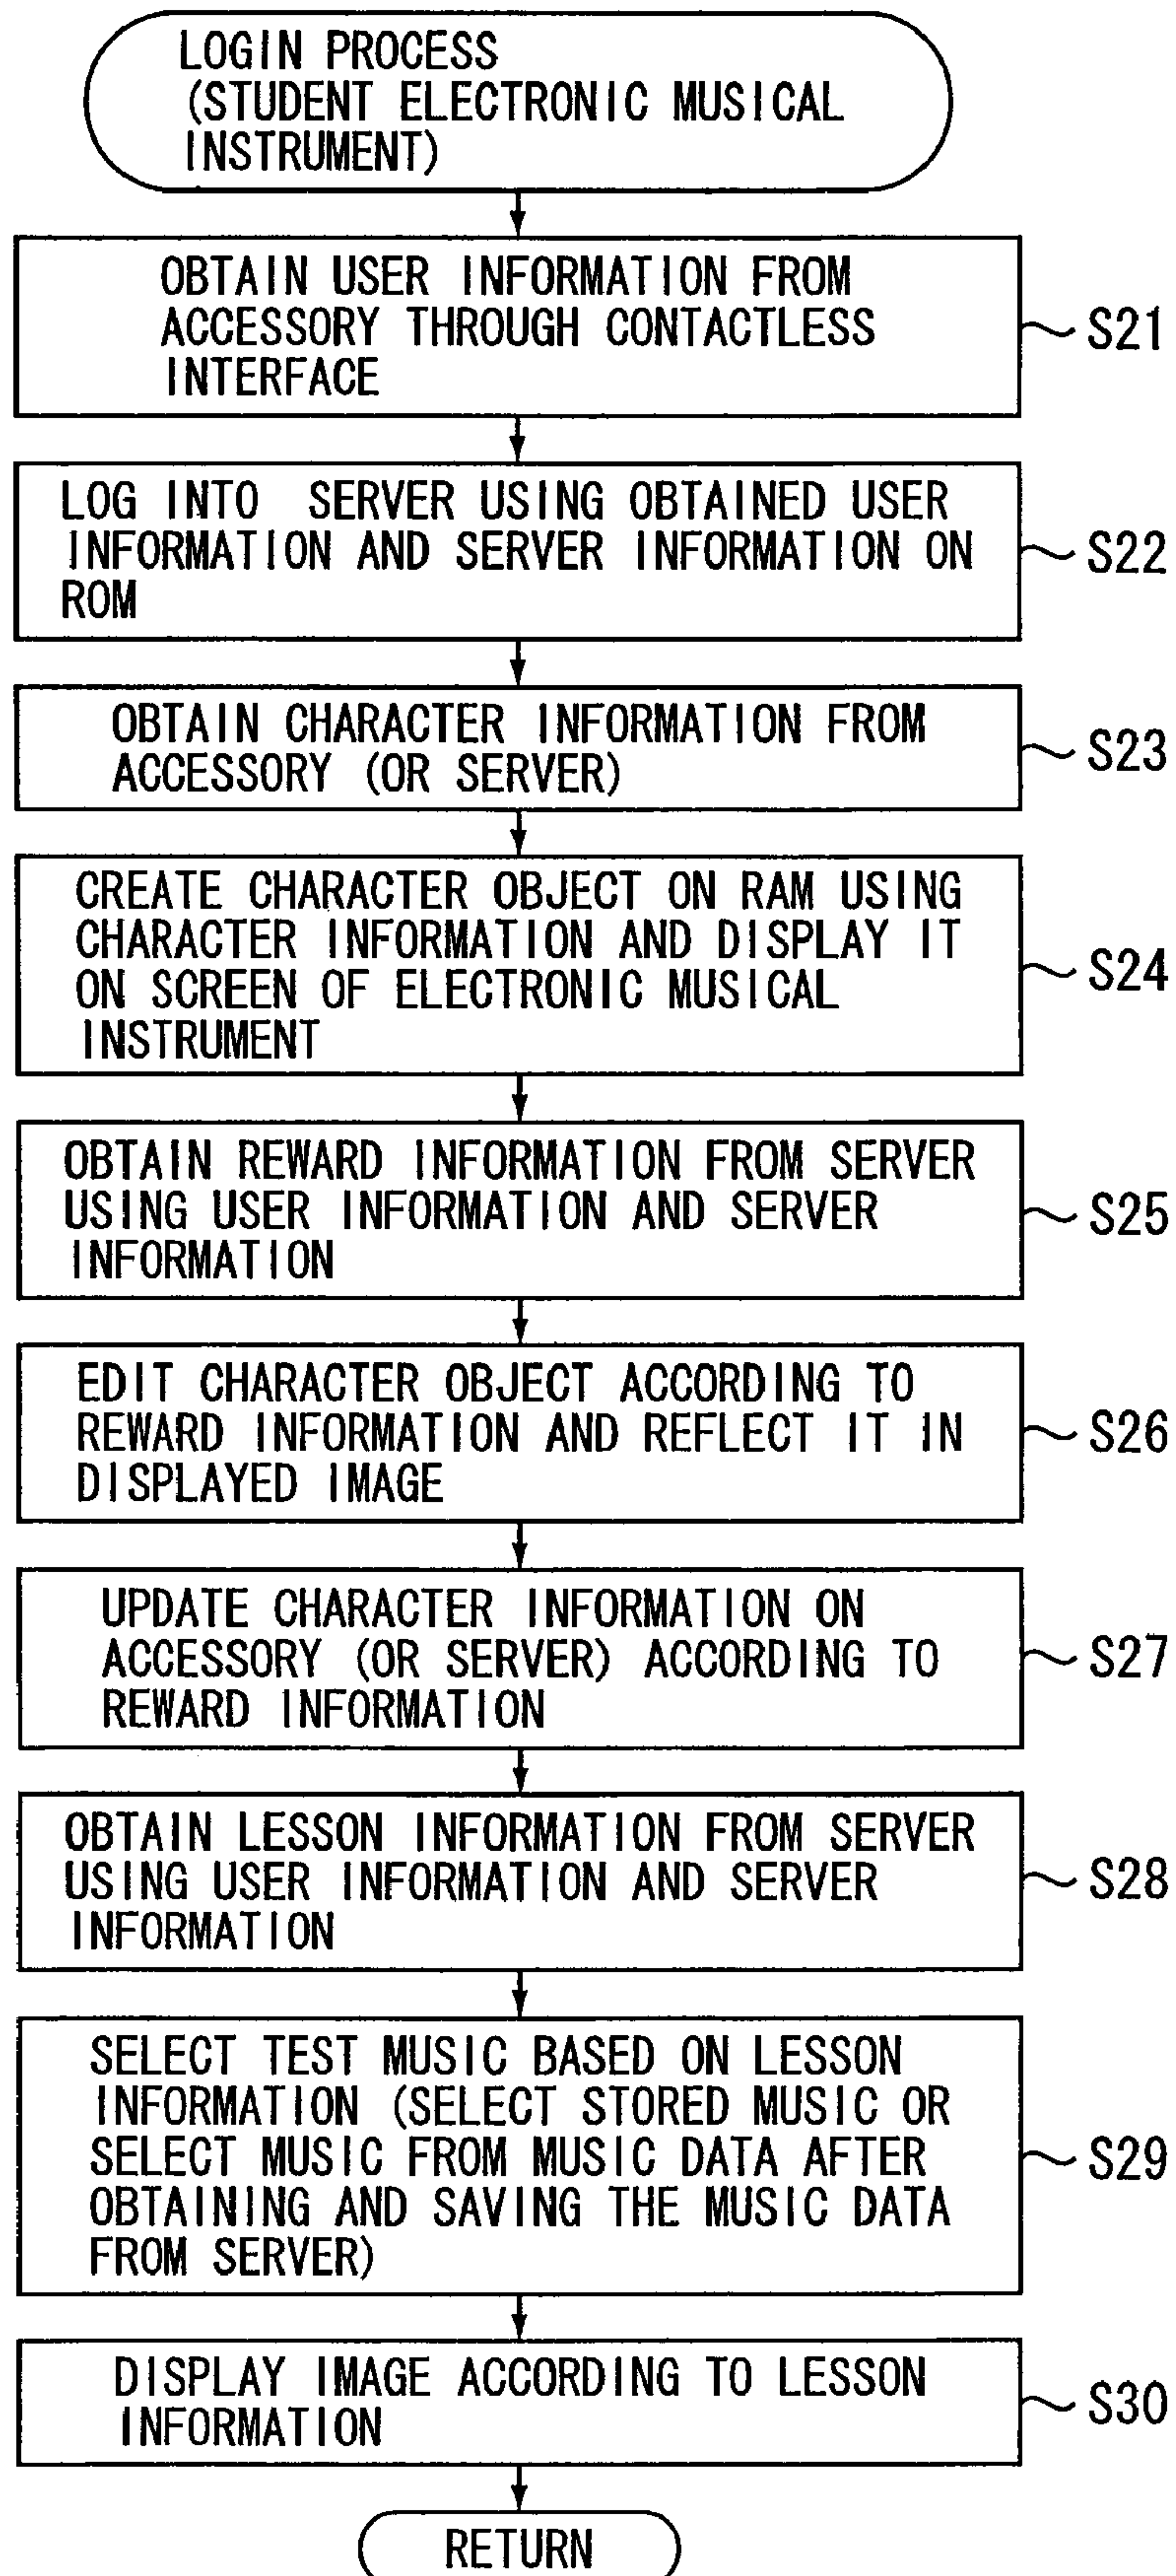 LOGIN PROCESS
(STUDENT ELECTRONIC MUSICAL
INSTRUMENT)
OBTAIN USER INFORMATION FROM
ACCESSORY THROUGH CONTACTLESS
INTERFACE
S21
LOG INTO SERVER USING OBTAINED USER
INFORMATION AND SERVER INFORMATION ON
ROM
S22
OBTAIN CHARACTER INFORMATION FROM
ACCESSORY (OR SERVER)
S23
CREATE CHARACTER OBJECT ON RAM USING
CHARACTER INFORMATION AND DISPLAY IT
ON SCREEN OF ELECTRONIC MUSICAL
INSTRUMENT
S24
OBTAIN REWARD INFORMATION FROM SERVER
USING USER INFORMATION AND SERVER
INFORMATION
S25
EDIT CHARACTER OBJECT ACCORDING TO
REWARD INFORMATION AND REFLECT IT IN
DISPLAYED IMAGE
S26
UPDATE CHARACTER INFORMATION ON
ACCESSORY (OR SERVER) ACCORDING TO
REWARD INFORMATION
S27
OBTAIN LESSON INFORMATION FROM SERVER
USING USER INFORMATION AND SERVER
INFORMATION
S28
SELECT TEST MUSIC BASED ON LESSON
INFORMATION (SELECT STORED MUSIC OR
SELECT MUSIC FROM MUSIC DATA AFTER
OBTAINING AND SAVING THE MUSIC DATA
FROM SERVER)
S29
DISPLAY IMAGE ACCORDING TO LESSON
INFORMATION
S30
RETURN